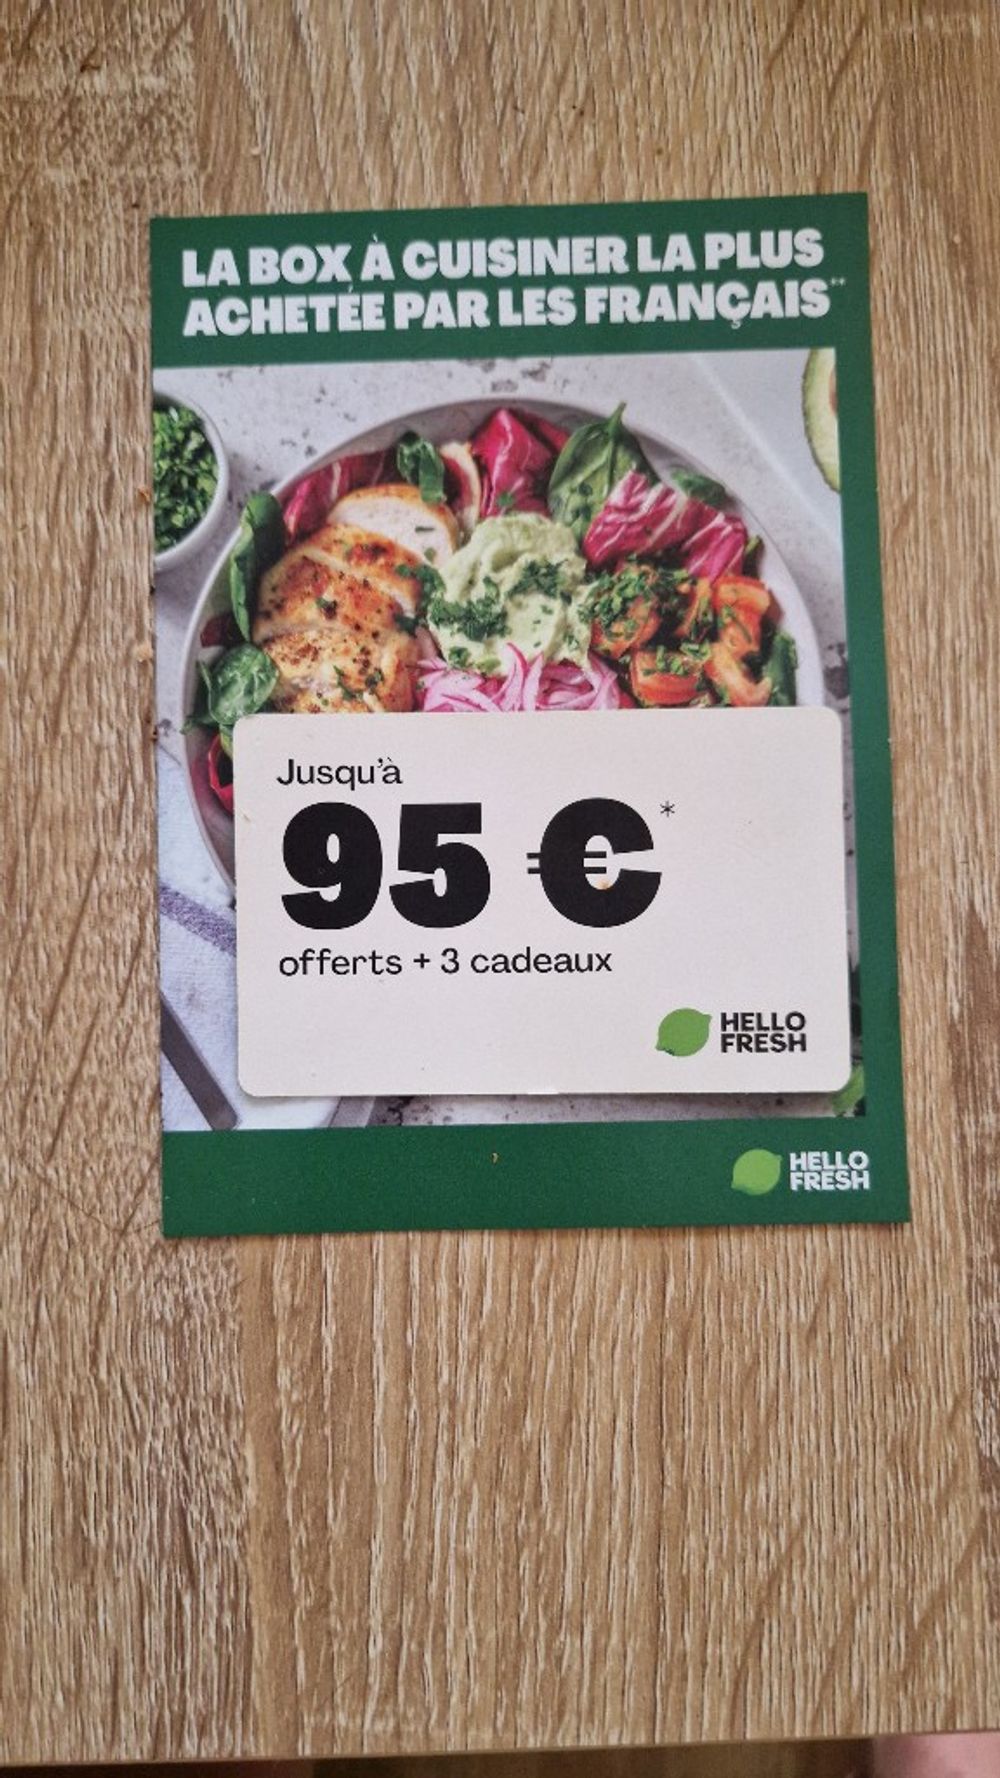 LA BOX À CUISINER LA PLUS
ACHETÉE PAR LES FRANÇAIS**
Jusqu'à
95 €*
offerts + 3 cadeaux
HELLO
FRESH
HELLO
FRESH